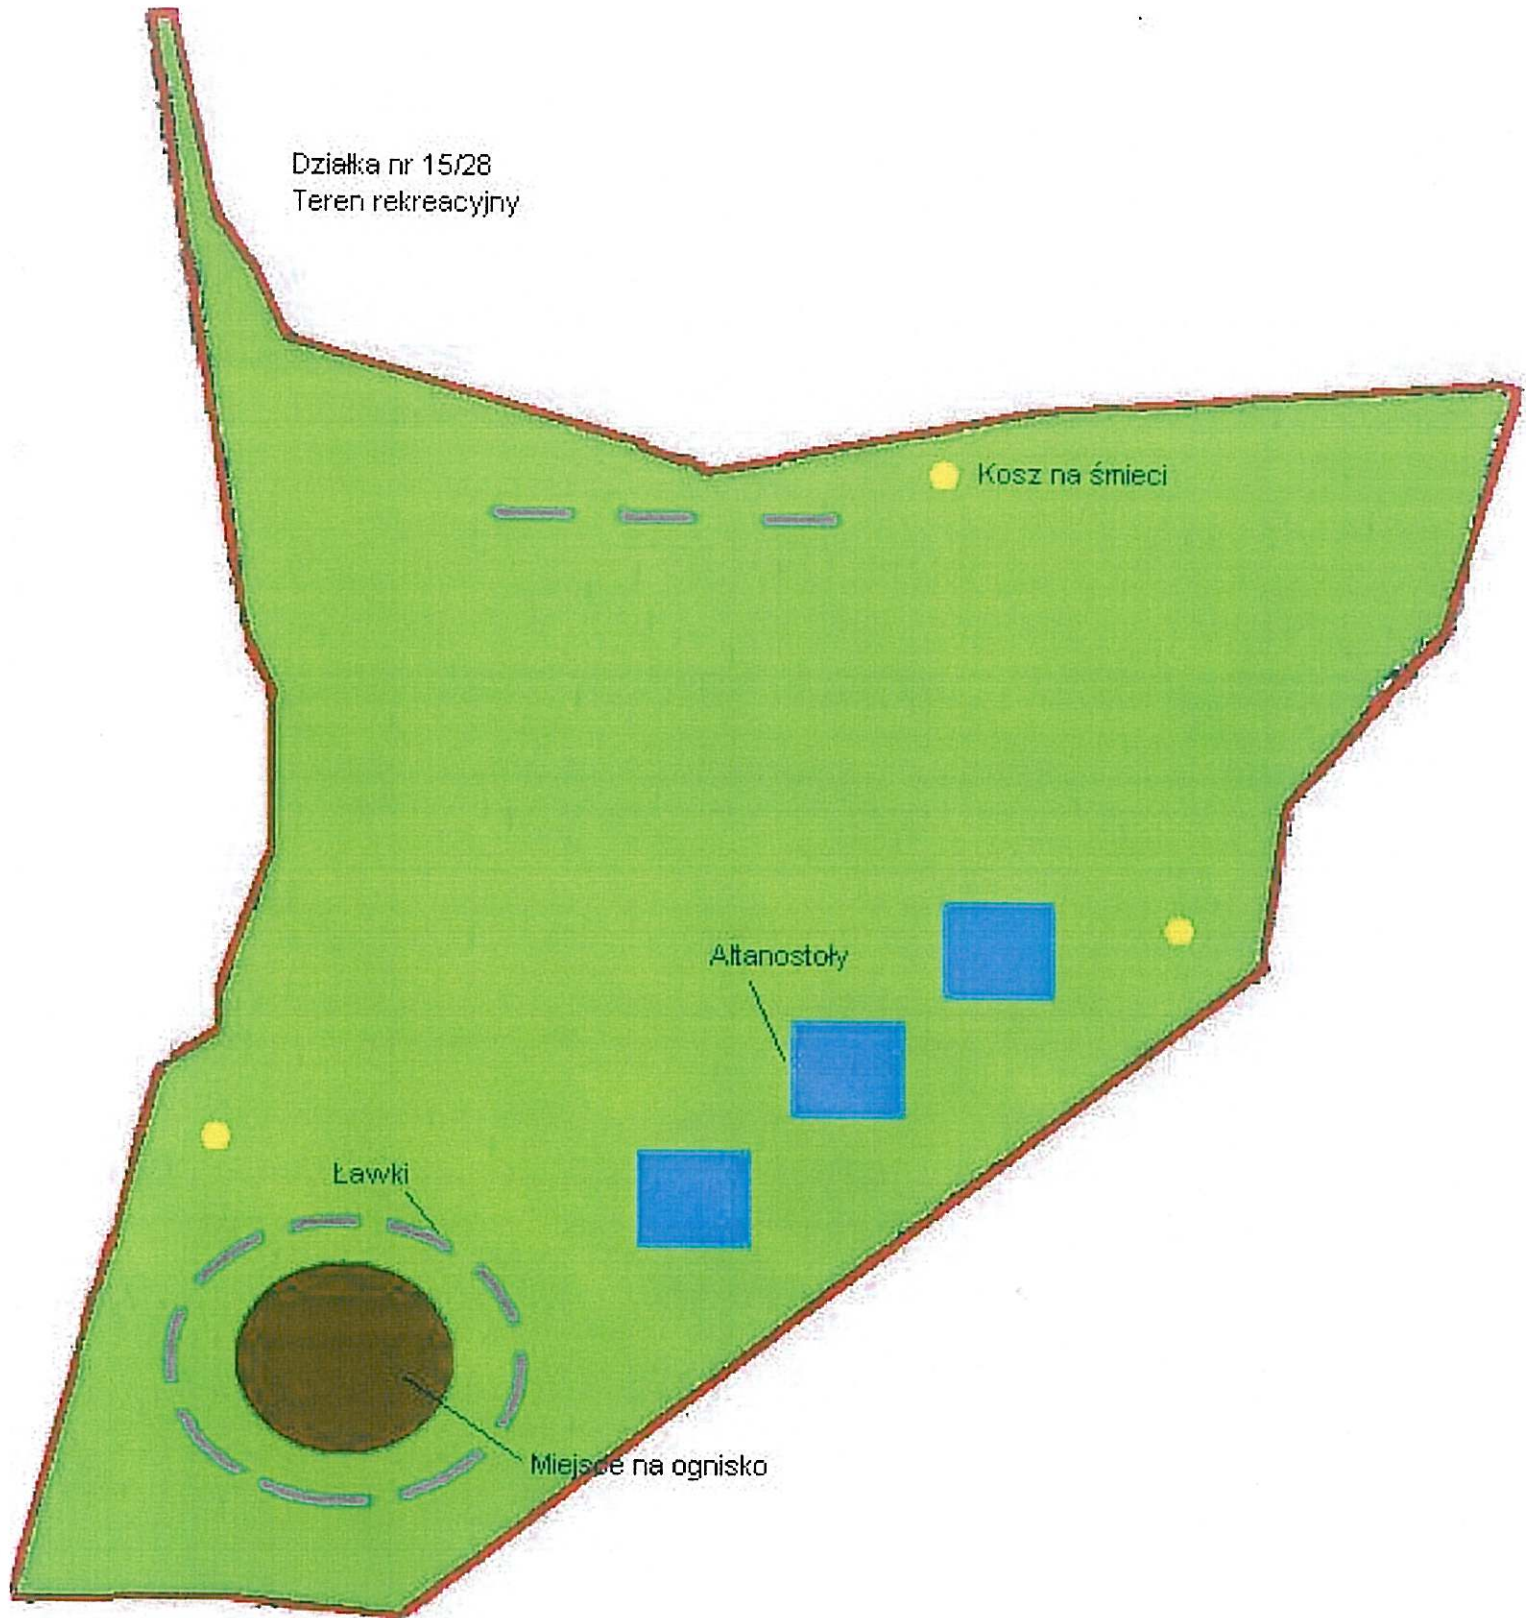 Działka nr 15/28
Teren rekreacyjny
Kosz na śmieci
Altanostoły
Ławki
Miejsce na ognisko